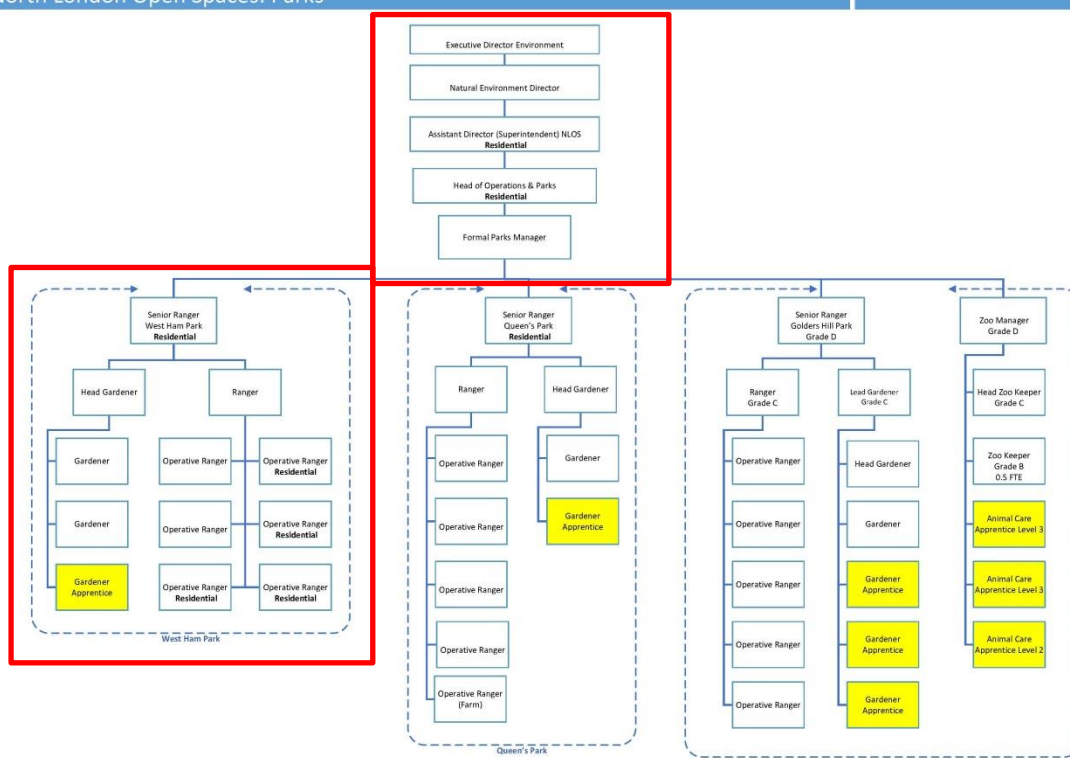 North London Open Spaces: Parks
Executive Director Environment
Natural Environment Director
Assistant Director (Superintendent) NLOS
Residential
Head of Operations & Parks
Residential
Formal Parks Manager
Senior Ranger
West Ham Park
Residential
Head Gardener
Ranger
Gardener
Operative Ranger
Operative Ranger
Residential
Gardener
Operative Ranger
Operative Ranger
Residential
Gardener
Apprentice
Operative Ranger
Residential
Operative Ranger
Residential
West Ham Park
Senior Ranger
Queen's Park
Residential
Ranger
Head Gardener
Operative Ranger
Gardener
Operative Ranger
Gardener
Apprentice
Operative Ranger
Operative Ranger
Operative Ranger
(Farm)
Queen's Park
Senior Ranger
Golders Hill Park
Grade D
Ranger
Grade C
Lead Gardener
Grade C
Operative Ranger
Head Gardener
Operative Ranger
Gardener
Operative Ranger
Gardener
Apprentice
Operative Ranger
Gardener
Apprentice
Operative Ranger
Gardener
Apprentice
Zoo Manager
Grade D
Head Zoo Keeper
Grade C
Zoo Keeper
Grade B
0.5 FTE
Animal Care
Apprentice Level 3
Animal Care
Apprentice Level 3
Animal Care
Apprentice Level 2